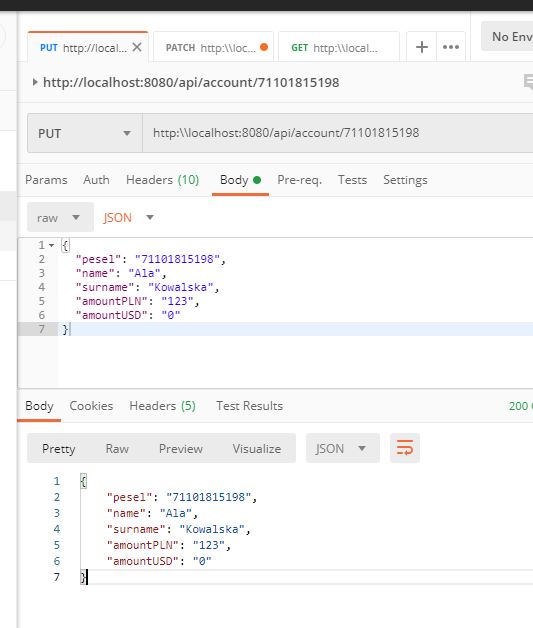 No Env
PUT http://local... PATCH http:\\loc... GET http:\\local... + •••
http://localhost:8080/api/account/71101815198
PUT http:\\localhost:8080/api/account/71101815198
Params Auth Headers (10) Body Pre-req. Tests Settings
raw JSON
1 {
2 "pesel": "71101815198",
3 "name": "Ala",
4 "surname": "Kowalska",
5 "amountPLN": "123",
6 "amountUSD": "0"
7 }
Body Cookies Headers (5) Test Results 200
Pretty Raw Preview Visualize JSON
1 {
2 "pesel": "71101815198",
3 "name": "Ala",
4 "surname": "Kowalska",
5 "amountPLN": "123",
6 "amountUSD": "0"
7 }